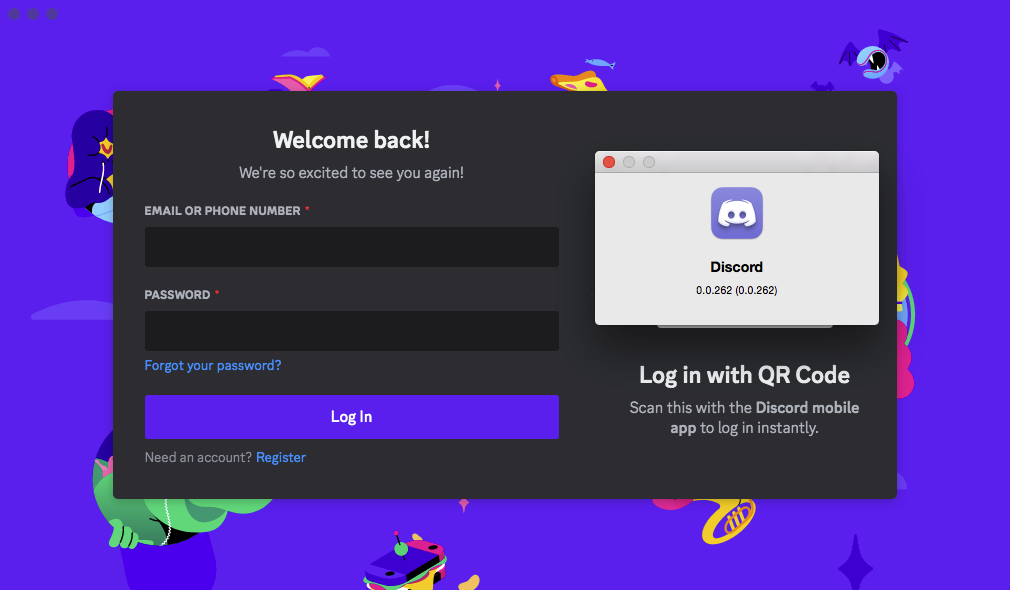 Welcome back!
We're so excited to see you again!
EMAIL OR PHONE NUMBER *
PASSWORD *
Forgot your password?
Log In
Need an account? Register
Discord
0.0.262 (0.0.262)
Log in with QR Code
Scan this with the Discord mobile
app to log in instantly.